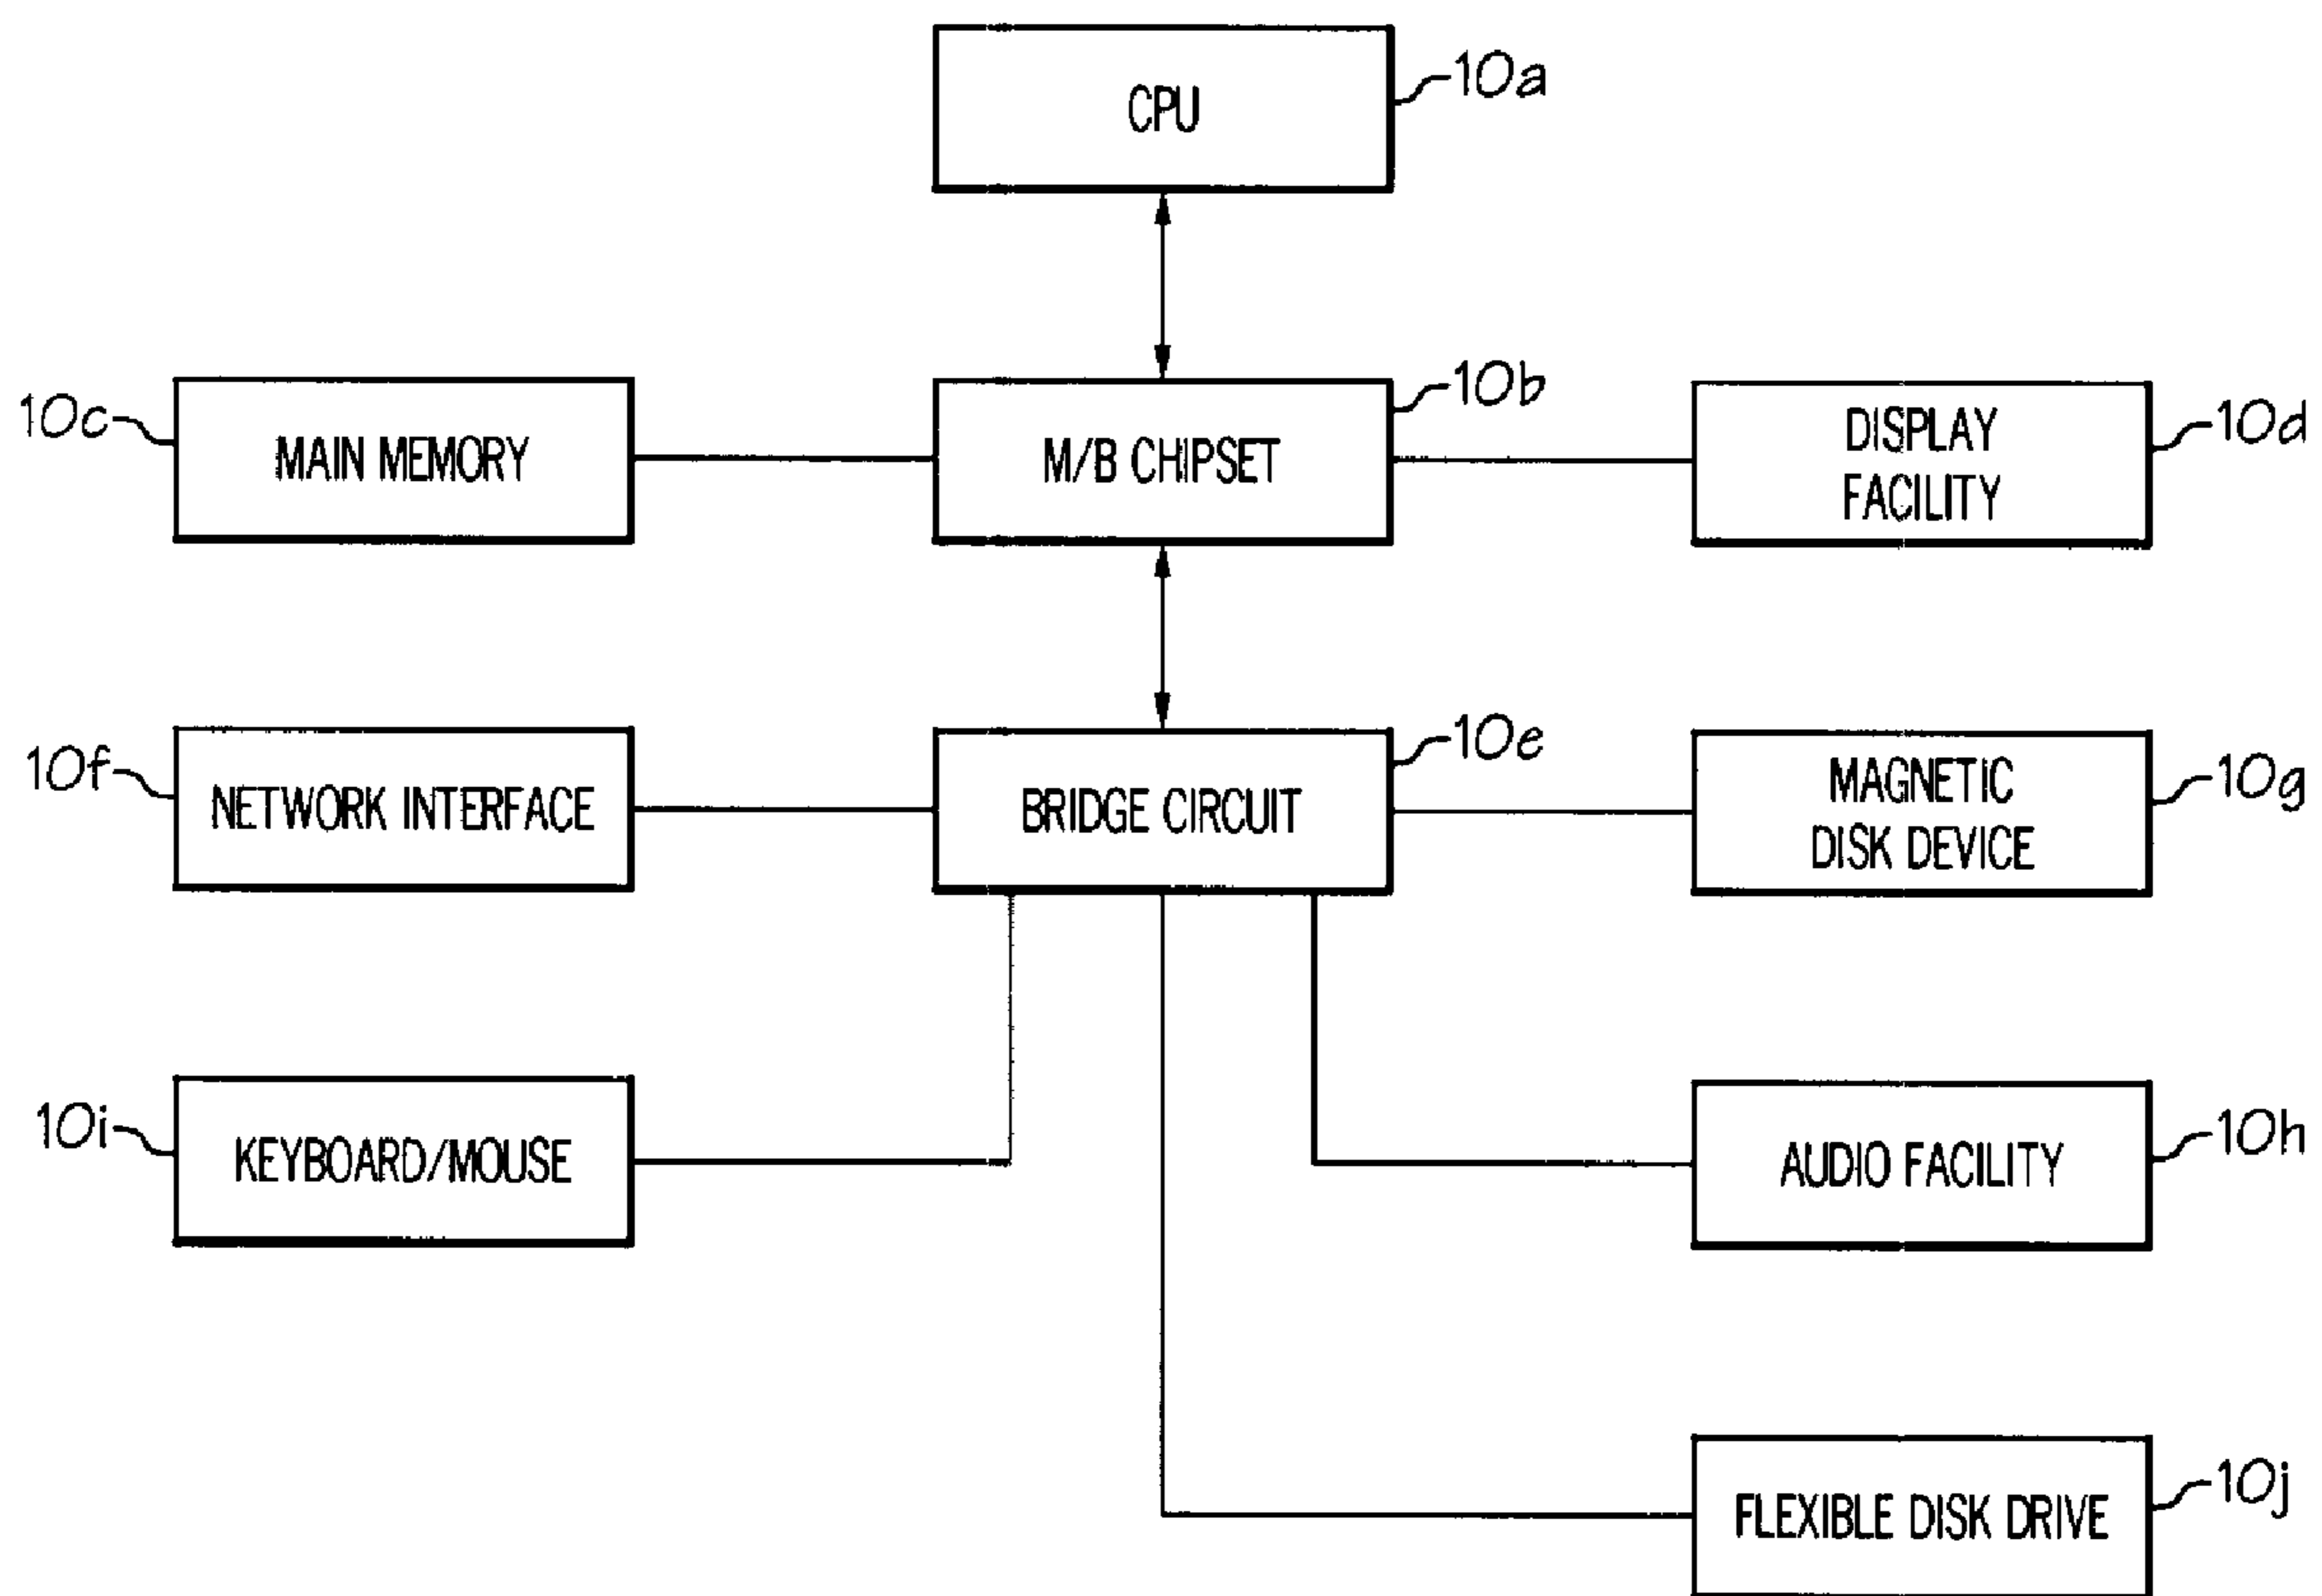 CPU
10a
10c
MAIN MEMORY
M/B CHIPSET
10b
DISPLAY
FACILITY
10d
10f
NETWORK INTERFACE
BRIDGE CIRCUIT
10e
MAGNETIC
DISK DEVICE
10g
10i
KEYBOARD/MOUSE
AUDIO FACILITY
10h
FLEXIBLE DISK DRIVE
10j